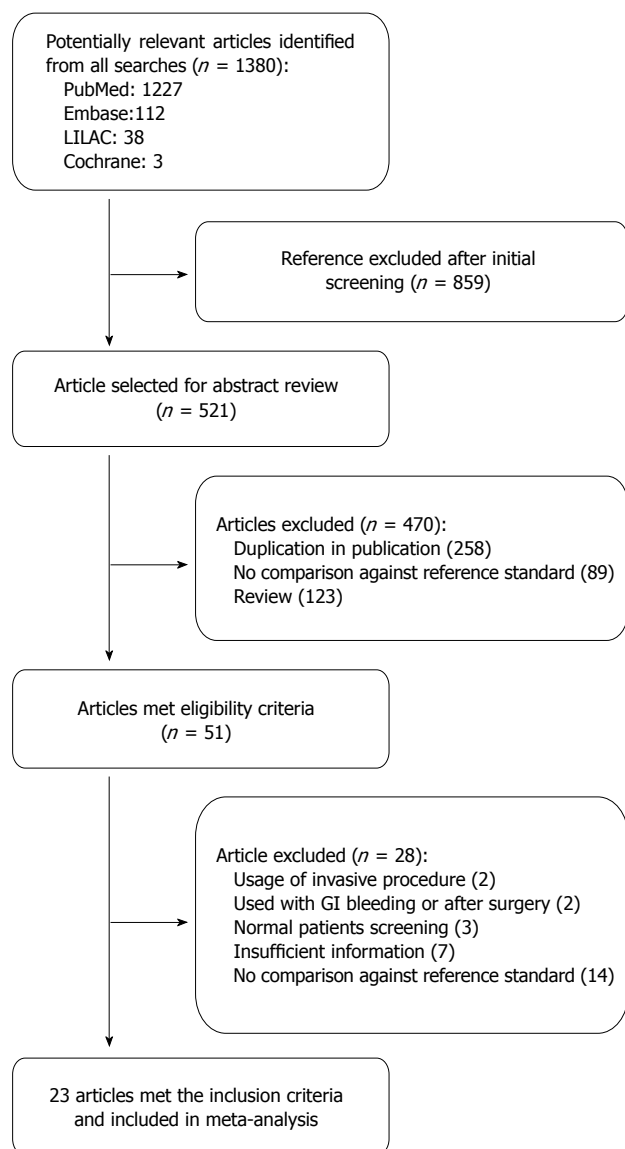 Potentially relevant articles identified
from all searches (n = 1380):
PubMed: 1227
Embase:112
LILAC: 38
Cochrane: 3
Reference excluded after initial
screening (n = 859)
Article selected for abstract review
(n = 521)
Articles excluded (n = 470):
Duplication in publication (258)
No comparison against reference standard (89)
Review (123)
Articles met eligibility criteria
(n = 51)
Article excluded (n = 28):
Usage of invasive procedure (2)
Used with GI bleeding or after surgery (2)
Normal patients screening (3)
Insufficient information (7)
No comparison against reference standard (14)
23 articles met the inclusion criteria
and included in meta-analysis